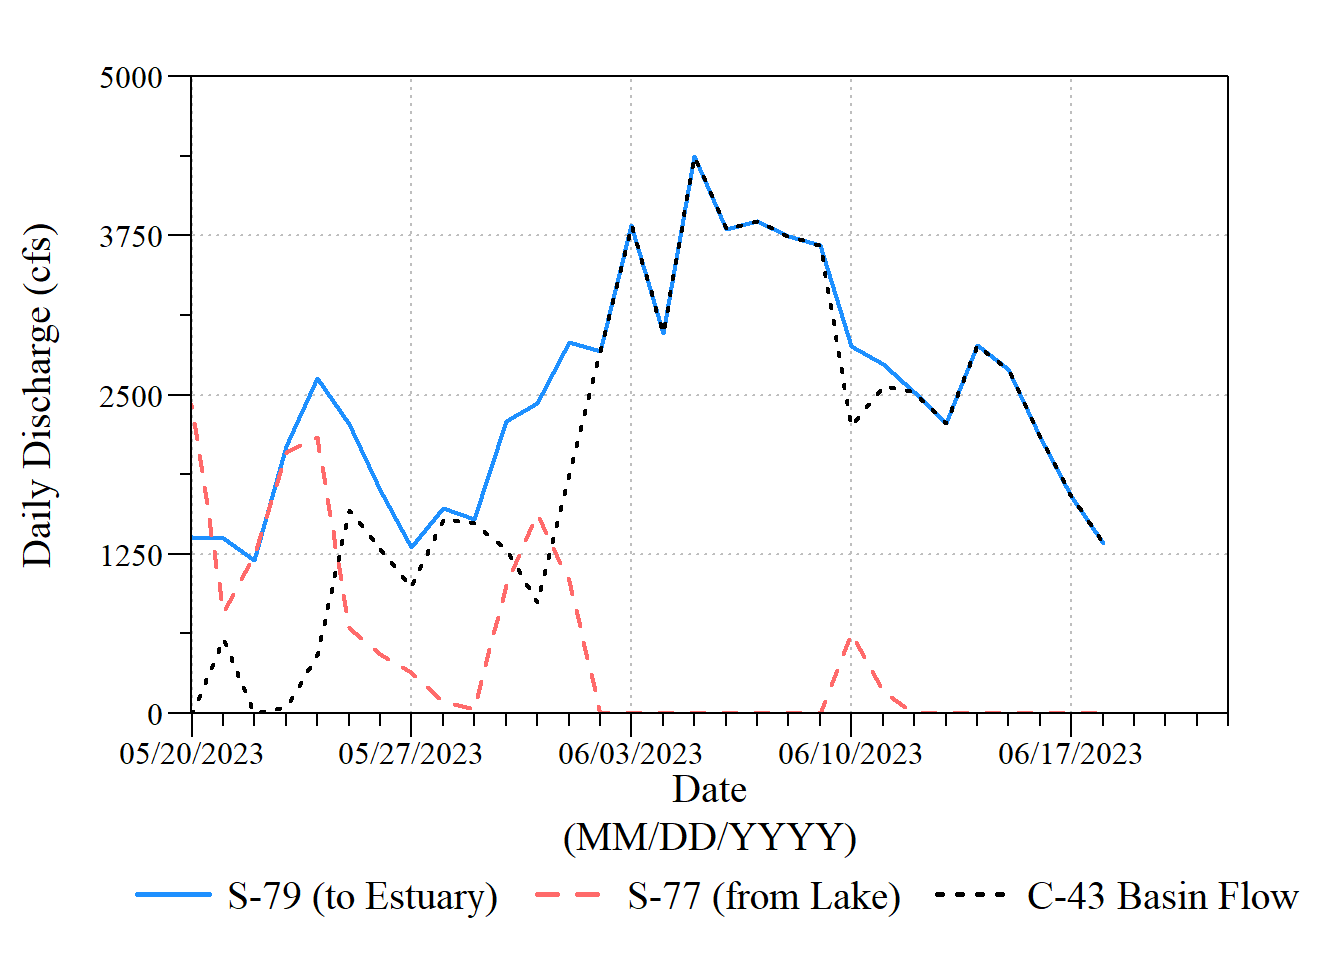 5000
3750
2500
1250
0
Daily Discharge (cfs)
05/20/2023 05/27/2023 06/03/2023 06/10/2023 06/17/2023
Date
(MM/DD/YYYY)
S-79 (to Estuary) S-77 (from Lake) C-43 Basin Flow